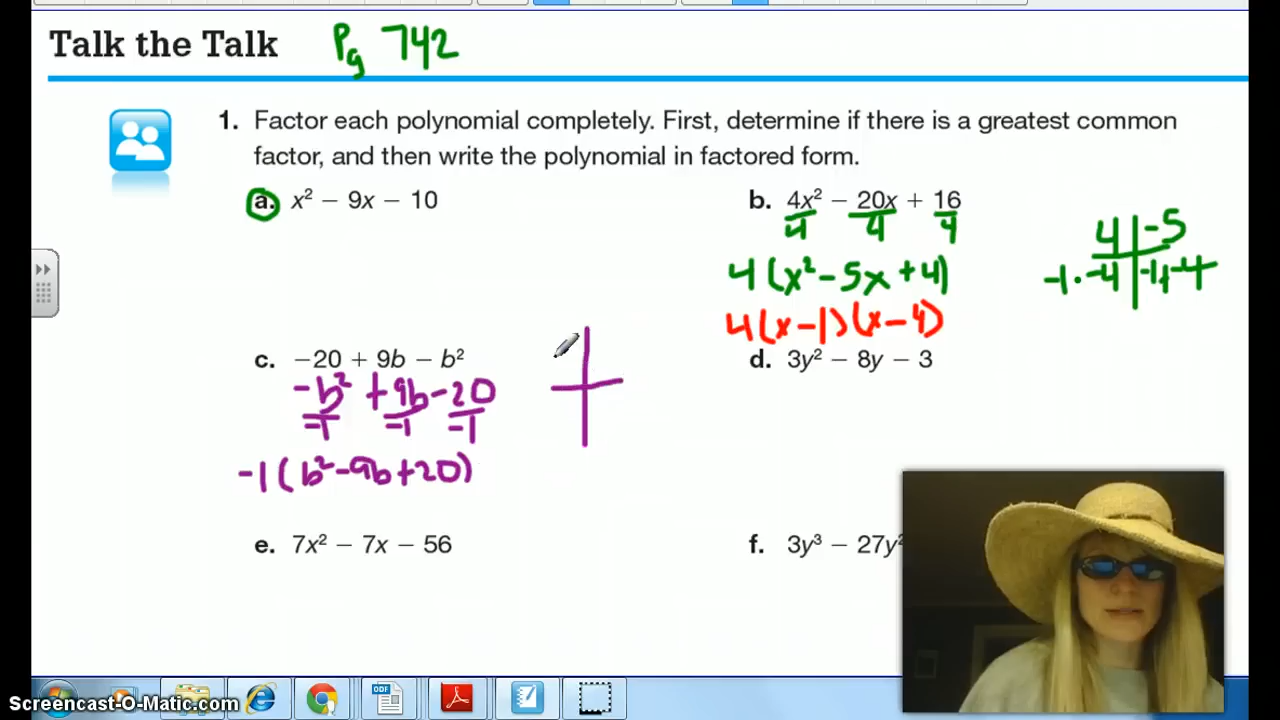 Talk the Talk Pg 742
1. Factor each polynomial completely. First, determine if there is a greatest common
factor, and then write the polynomial in factored form.
a. x² − 9x − 10
b. 4x² − 20x + 16
4 4 4
4(x² − 5x + 4)
4(x − 1)(x − 4)
4 | −5
−1 · −4 | −1 + −4
c. −20 + 9b − b²
−b² + 9b − 20
−1 −1 −1
−1(b² − 9b + 20)
d. 3y² − 8y − 3
e. 7x² − 7x − 56
f. 3y³ − 27y²
ODF
Screencast-O-Matic.com